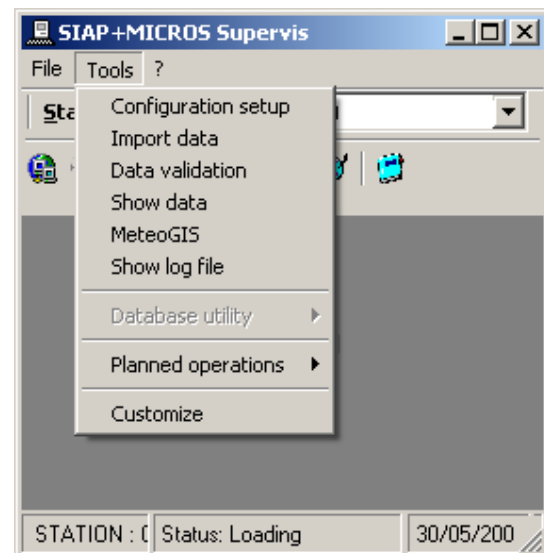 SIAP+MICROS Supervis
File Tools ?
Configuration setup
Import data
Data validation
Show data
MeteoGIS
Show log file
Database utility
Planned operations
Customize
STATION : Status: Loading 30/05/200